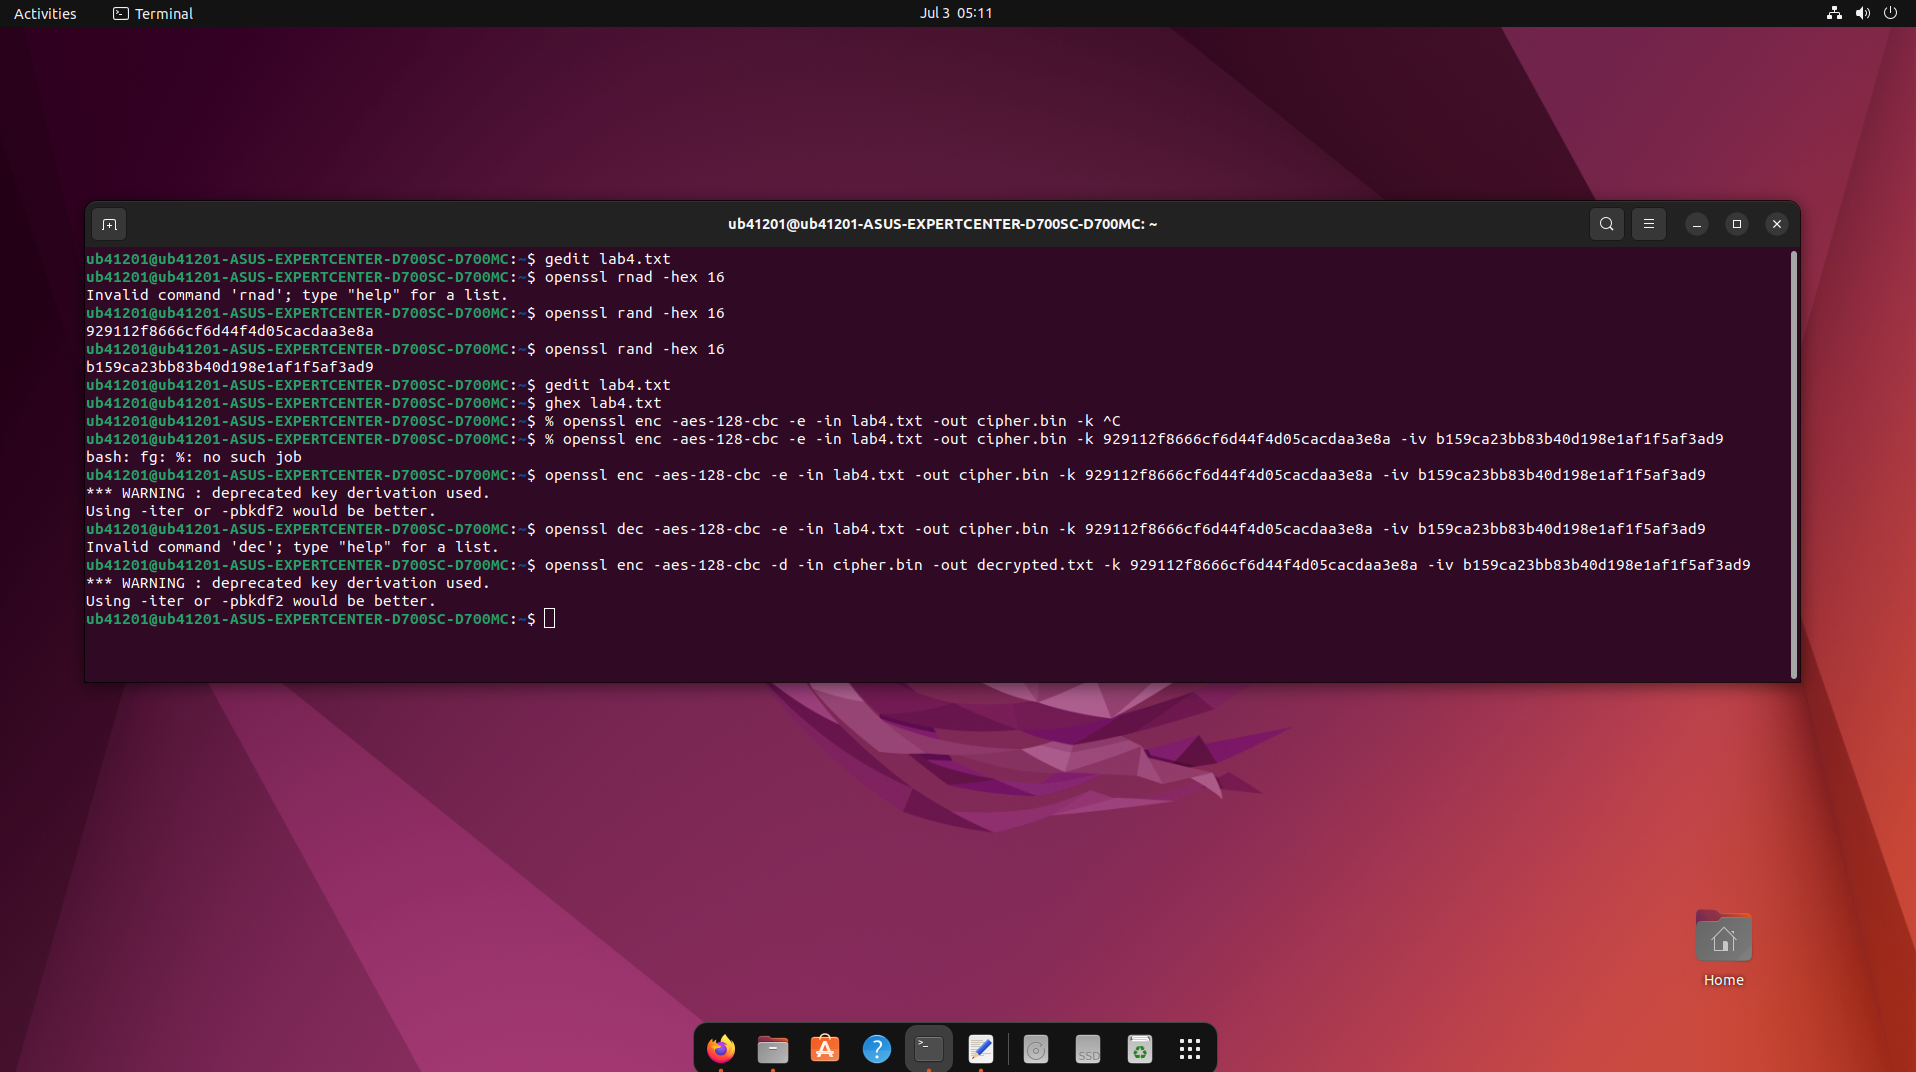 Activities
Terminal
Jul 3 05:11
ub41201@ub41201-ASUS-EXPERTCENTER-D700SC-D700MC: ~
ub41201@ub41201-ASUS-EXPERTCENTER-D700SC-D700MC:~$ gedit lab4.txt
ub41201@ub41201-ASUS-EXPERTCENTER-D700SC-D700MC:~$ openssl rnad -hex 16
Invalid command 'rnad'; type "help" for a list.
ub41201@ub41201-ASUS-EXPERTCENTER-D700SC-D700MC:~$ openssl rand -hex 16
929112f8666cf6d44f4d05cacdaa3e8a
ub41201@ub41201-ASUS-EXPERTCENTER-D700SC-D700MC:~$ openssl rand -hex 16
b159ca23bb83b40d198e1af1f5af3ad9
ub41201@ub41201-ASUS-EXPERTCENTER-D700SC-D700MC:~$ gedit lab4.txt
ub41201@ub41201-ASUS-EXPERTCENTER-D700SC-D700MC:~$ ghex lab4.txt
ub41201@ub41201-ASUS-EXPERTCENTER-D700SC-D700MC:~$ % openssl enc -aes-128-cbc -e -in lab4.txt -out cipher.bin -k ^C
ub41201@ub41201-ASUS-EXPERTCENTER-D700SC-D700MC:~$ % openssl enc -aes-128-cbc -e -in lab4.txt -out cipher.bin -k 929112f8666cf6d44f4d05cacdaa3e8a -iv b159ca23bb83b40d198e1af1f5af3ad9
bash: fg: %: no such job
ub41201@ub41201-ASUS-EXPERTCENTER-D700SC-D700MC:~$ openssl enc -aes-128-cbc -e -in lab4.txt -out cipher.bin -k 929112f8666cf6d44f4d05cacdaa3e8a -iv b159ca23bb83b40d198e1af1f5af3ad9
*** WARNING : deprecated key derivation used.
Using -iter or -pbkdf2 would be better.
ub41201@ub41201-ASUS-EXPERTCENTER-D700SC-D700MC:~$ openssl dec -aes-128-cbc -e -in lab4.txt -out cipher.bin -k 929112f8666cf6d44f4d05cacdaa3e8a -iv b159ca23bb83b40d198e1af1f5af3ad9
Invalid command 'dec'; type "help" for a list.
ub41201@ub41201-ASUS-EXPERTCENTER-D700SC-D700MC:~$ openssl enc -aes-128-cbc -d -in cipher.bin -out decrypted.txt -k 929112f8666cf6d44f4d05cacdaa3e8a -iv b159ca23bb83b40d198e1af1f5af3ad9
*** WARNING : deprecated key derivation used.
Using -iter or -pbkdf2 would be better.
ub41201@ub41201-ASUS-EXPERTCENTER-D700SC-D700MC:~$
Home
SSD